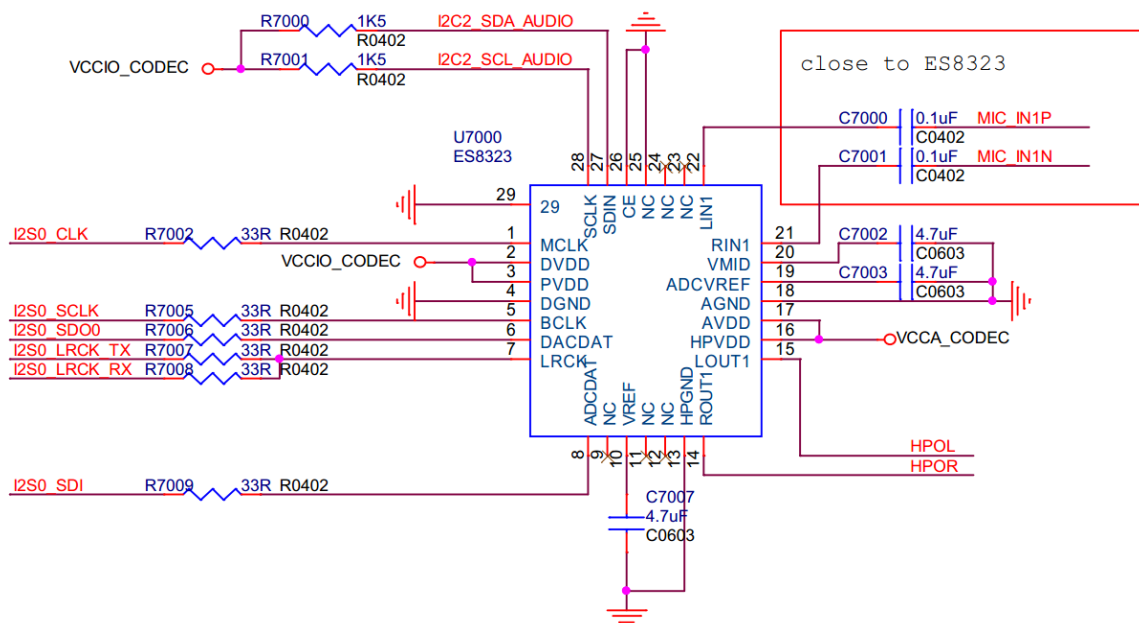 R7000 1K5 I2C2_SDA_AUDIO
R0402
R7001 1K5 I2C2_SCL_AUDIO
VCCIO_CODEC R0402
close to ES8323
C7000 0.1uF MIC_IN1P
C0402
C7001 0.1uF MIC_IN1N
C0402
U7000
ES8323
28 27 26 25 24 23 22
SCLK SDIN CE NC NC NC LIN1
29 29
I2S0_CLK R7002 33R R0402 1 MCLK
VCCIO_CODEC 2 DVDD
3 PVDD
4 DGND
I2S0_SCLK R7005 33R R0402 5 BCLK
I2S0_SDO0 R7006 33R R0402 6 DACDAT
I2S0_LRCK_TX R7007 33R R0402 7 LRCK
I2S0_LRCK_RX R7008 33R R0402
RIN1 21 C7002 4.7uF
VMID 20 C0603
ADCVREF 19 C7003 4.7uF
AGND 18 C0603
AVDD 17
HPVDD 16 VCCA_CODEC
LOUT1 15
ADCDAT NC VREF NC NC HPGND ROUT1
8 9 10 11 12 13 14
HPOL
HPOR
I2S0_SDI R7009 33R R0402
C7007
4.7uF
C0603